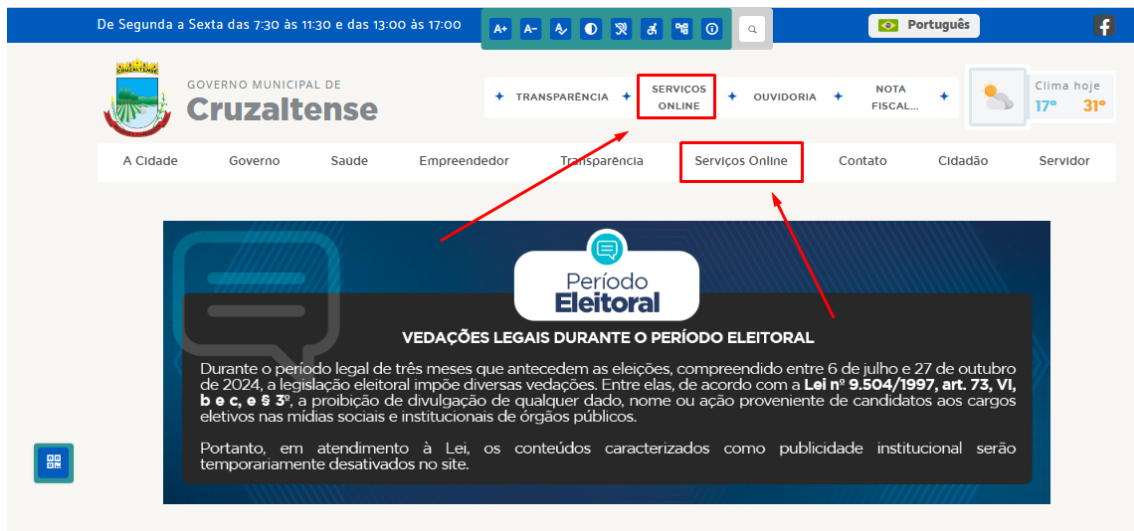 De Segunda a Sexta das 7:30 às 11:30 e das 13:00 às 17:00
A+ A-
Português
CRUZALTENSE
GOVERNO MUNICIPAL DE
Cruzaltense
TRANSPARÊNCIA
SERVIÇOS
ONLINE
OUVIDORIA
NOTA
FISCAL...
Clima hoje
17° 31°
A Cidade Governo Saúde Empreendedor Transparência Serviços Online Contato Cidadão Servidor
Período
Eleitoral
VEDAÇÕES LEGAIS DURANTE O PERÍODO ELEITORAL
Durante o período legal de três meses que antecedem as eleições, compreendido entre 6 de julho e 27 de outubro
de 2024, a legislação eleitoral impõe diversas vedações. Entre elas, de acordo com a Lei nº 9.504/1997, art. 73, VI,
b e c, e § 3º, a proibição de divulgação de qualquer dado, nome ou ação proveniente de candidatos aos cargos
eletivos nas mídias sociais e institucionais de órgãos públicos.
Portanto, em atendimento à Lei, os conteúdos caracterizados como publicidade institucional serão
temporariamente desativados no site.